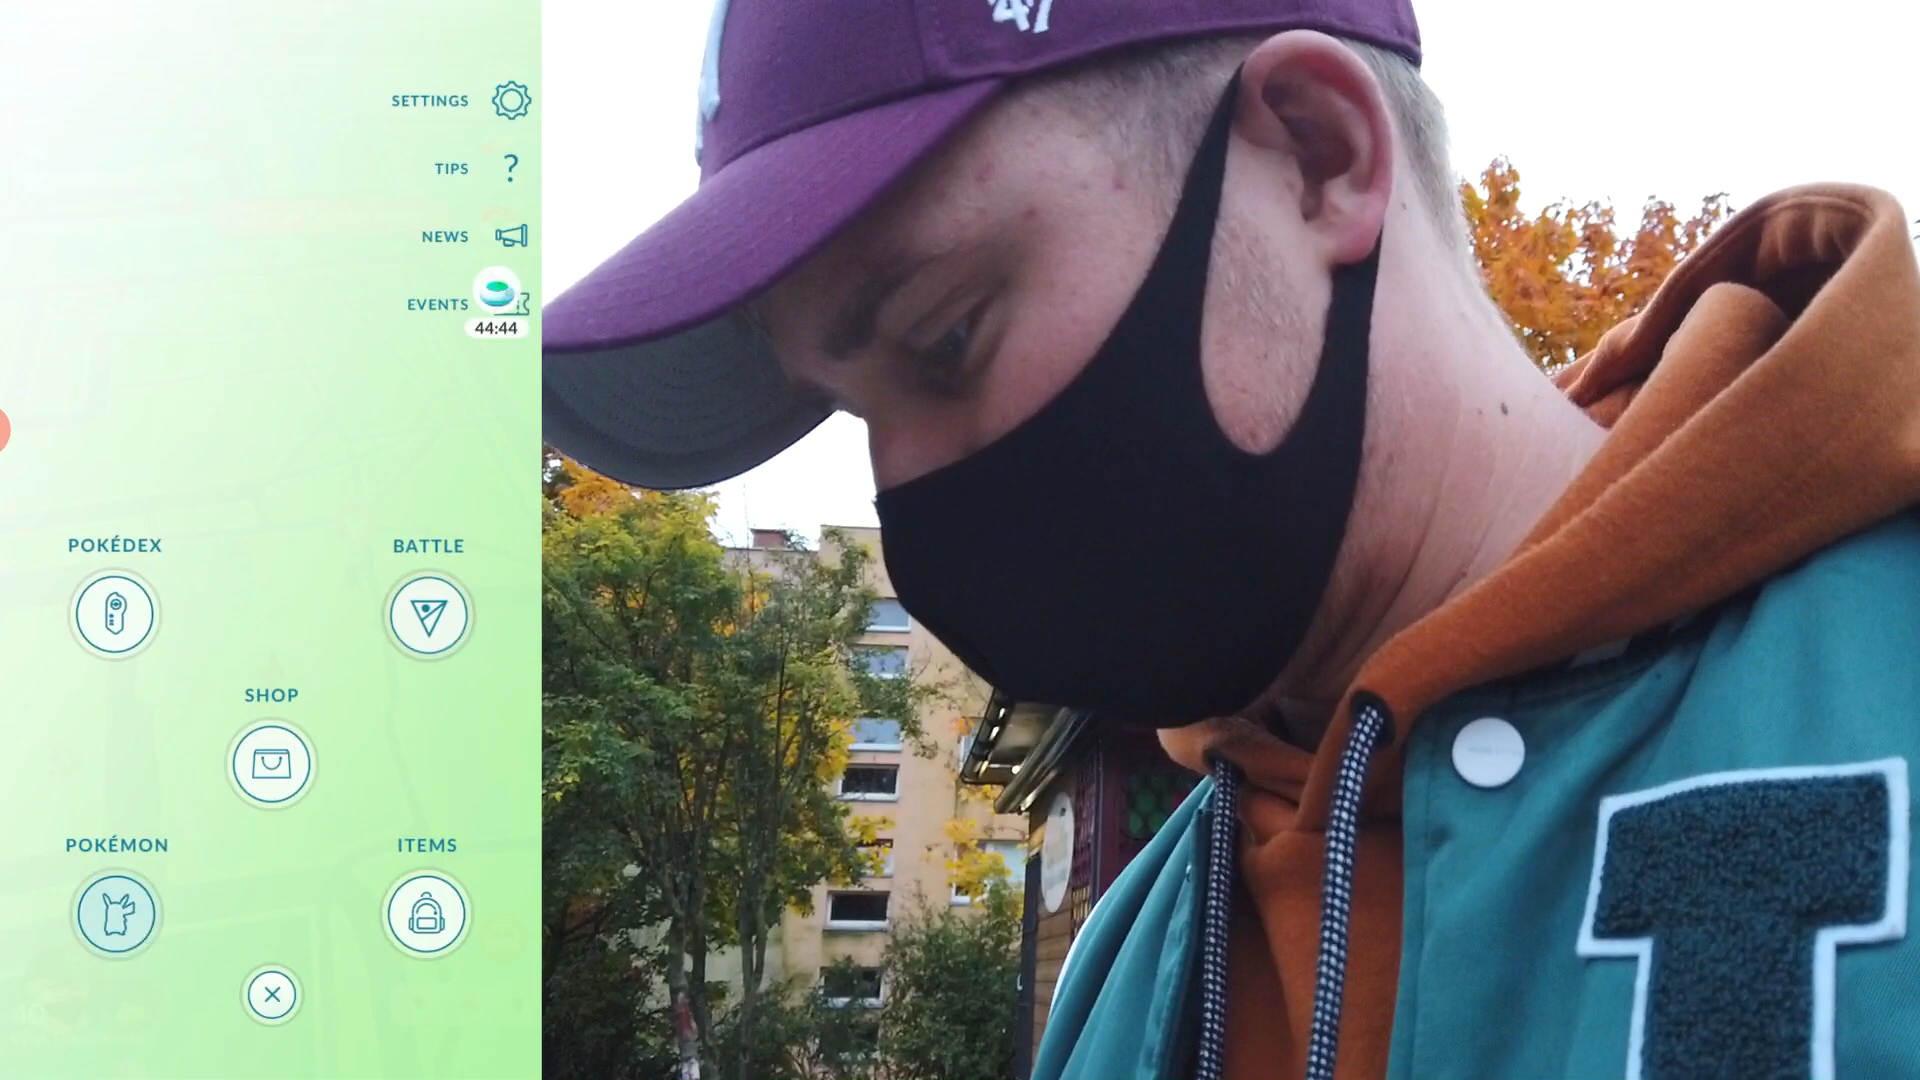 SETTINGS
TIPS
?
NEWS
EVENTS
44:44
POKÉDEX
BATTLE
SHOP
POKÉMON
ITEMS
47